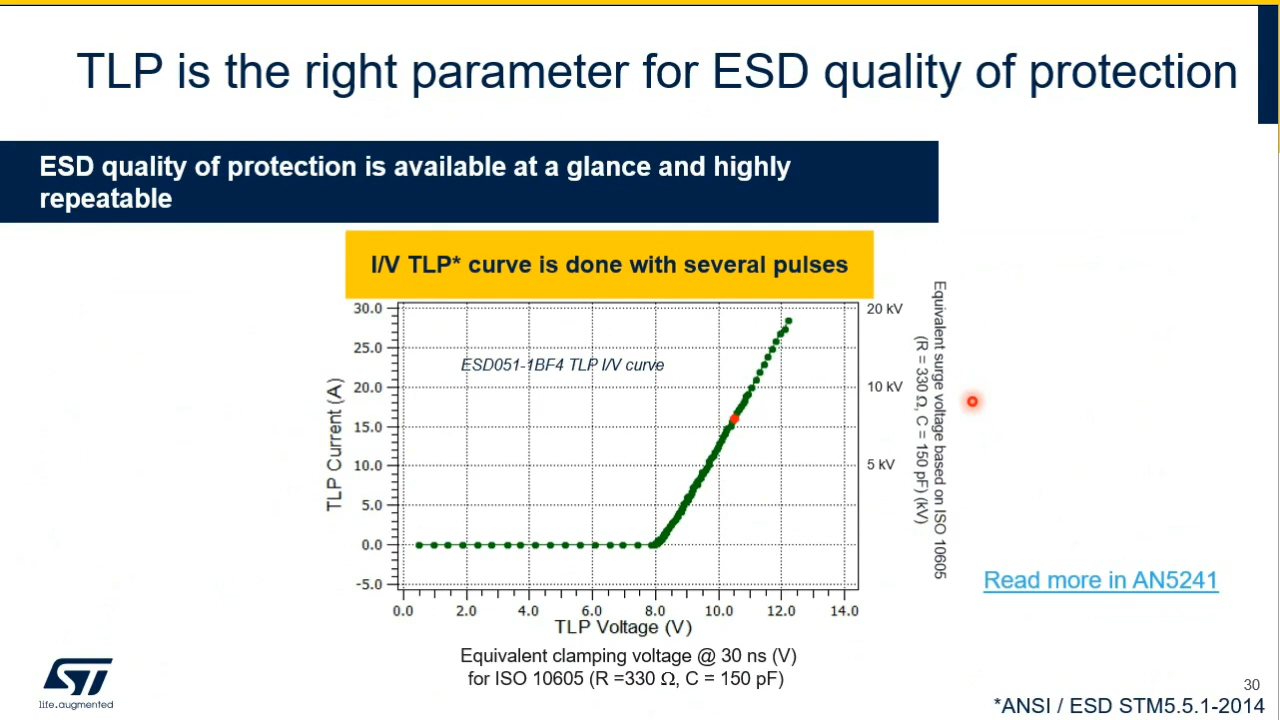 TLP is the right parameter for ESD quality of protection
ESD quality of protection is available at a glance and highly
repeatable
I/V TLP* curve is done with several pulses
30.0
25.0
20.0
15.0
10.0
5.0
0.0
-5.0
TLP Current (A)
ESD051-1BF4 TLP I/V curve
20 kV
10 kV
5 kV
Equivalent surge voltage based on ISO 10605
(R = 330 Ω, C = 150 pF) (kV)
0.0 2.0 4.0 6.0 8.0 10.0 12.0 14.0
TLP Voltage (V)
Equivalent clamping voltage @ 30 ns (V)
for ISO 10605 (R =330 Ω, C = 150 pF)
Read more in AN5241
ST
life.augmented
30
*ANSI / ESD STM5.5.1-2014